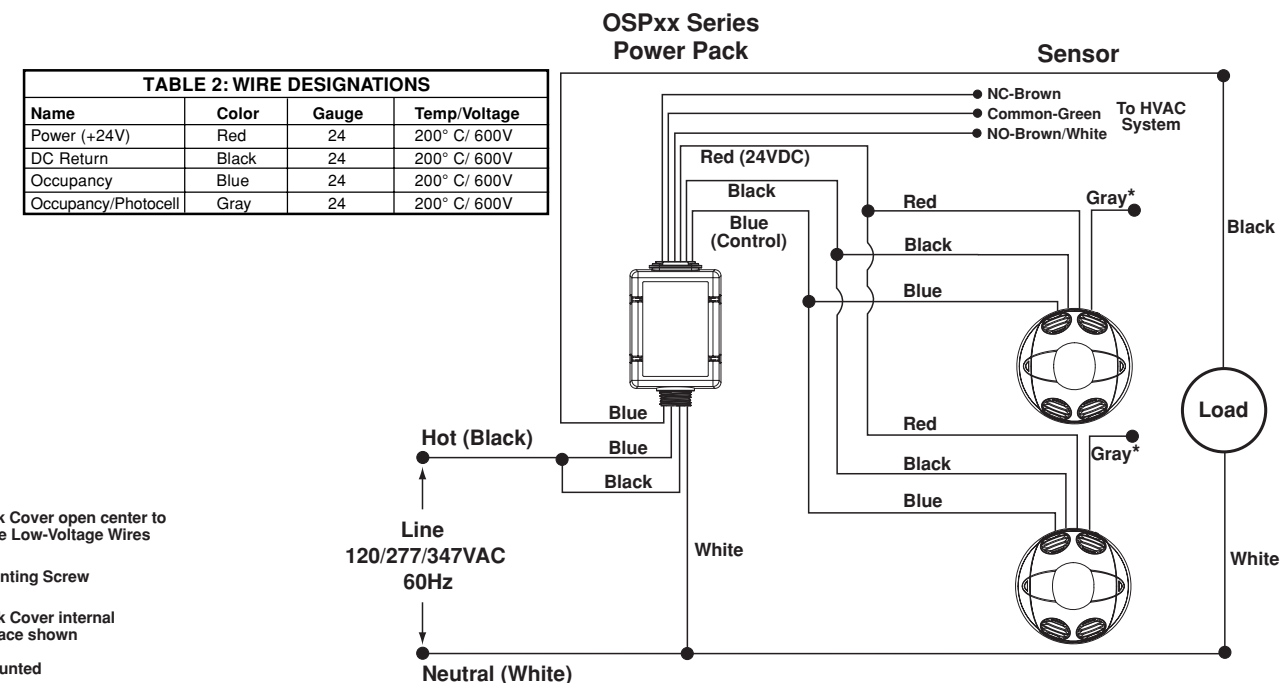 OSPxx Series
Power Pack
Sensor
TABLE 2: WIRE DESIGNATIONS
Name Color Gauge Temp/Voltage
Power (+24V) Red 24 200° C/ 600V
DC Return Black 24 200° C/ 600V
Occupancy Blue 24 200° C/ 600V
Occupancy/Photocell Gray 24 200° C/ 600V
NC-Brown
Common-Green
NO-Brown/White
To HVAC
System
Red (24VDC)
Black
Blue
(Control)
Red
Gray*
Black
Blue
Black
Load
Red
Gray*
Black
Blue
White
Blue
Hot (Black)
Blue
Black
Line
120/277/347VAC
60Hz
White
Neutral (White)
Cover open center to
Low-Voltage Wires
Screw
Cover internal
shown